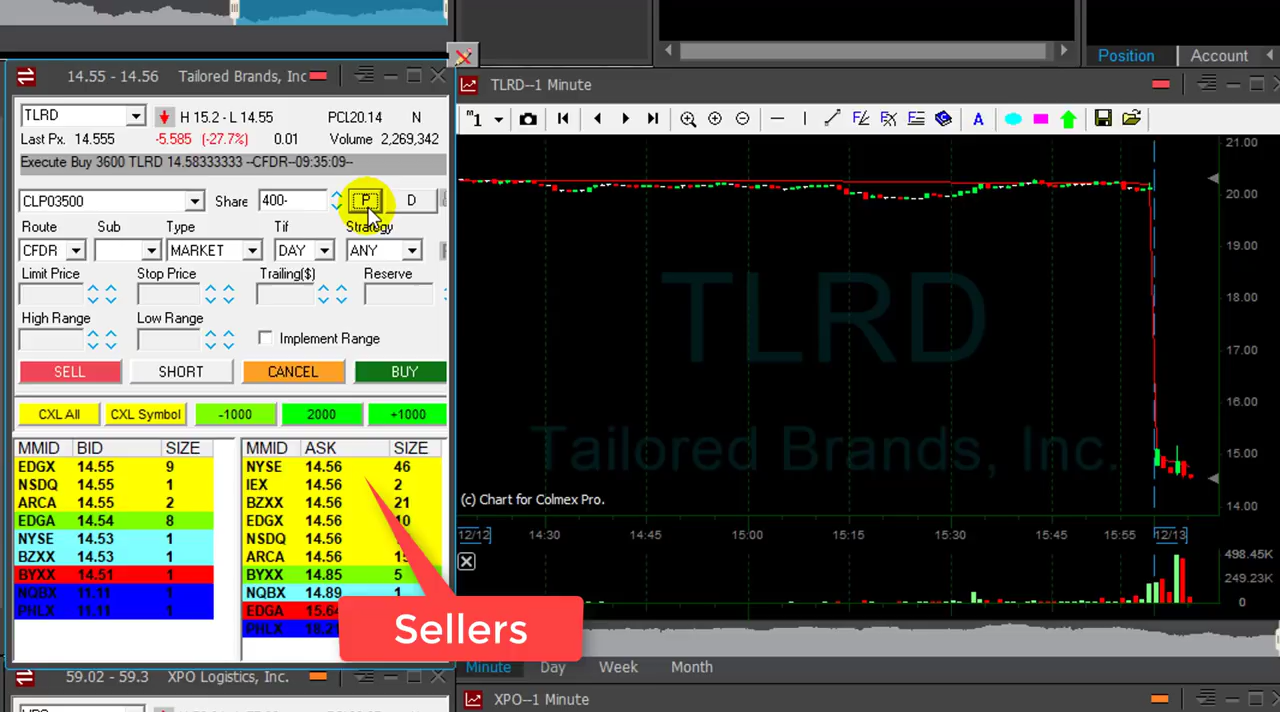 Position Account
14.55 - 14.56 Tailored Brands, Inc
TLRD--1 Minute
TLRD H 15.2 - L 14.55 PCL20.14 N
Last Px. 14.555 -5.585 (-27.7%) 0.01 Volume 2,269,342
Execute Buy 3600 TLRD 14.58333333 --CFDR--09:35:09--
CLP03500 Share 400- P D
Route Sub Type Tif Strategy
CFDR MARKET DAY ANY
Limit Price Stop Price Trailing($) Reserve
High Range Low Range
Implement Range
SELL SHORT CANCEL BUY
CXL All CXL Symbol -1000 2000 +1000
MMID BID SIZE MMID ASK SIZE
EDGX 14.55 9 NYSE 14.56 46
NSDQ 14.55 1 IEX 14.56 2
ARCA 14.55 2 BZXX 14.56 21
EDGA 14.54 8 EDGX 14.56 10
NYSE 14.53 1 NSDQ 14.56
BZXX 14.53 1 ARCA 14.56
BYXX 14.51 1 BYXX 14.85 5
NQBX 11.11 1 NQBX 14.89 1
PHLX 11.11 1 EDGA
PHLX
Sellers
m1
A
21.00
20.00
19.00
18.00
17.00
16.00
15.00
14.00
TLRD
Tailored Brands, Inc.
(c) Chart for Colmex Pro.
12/12 14:30 14:45 15:00 15:15 15:30 15:45 15:55 12/13
498.45K
249.23K
0
Minute Day Week Month
59.02 - 59.3 XPO Logistics, Inc.
XPO--1 Minute